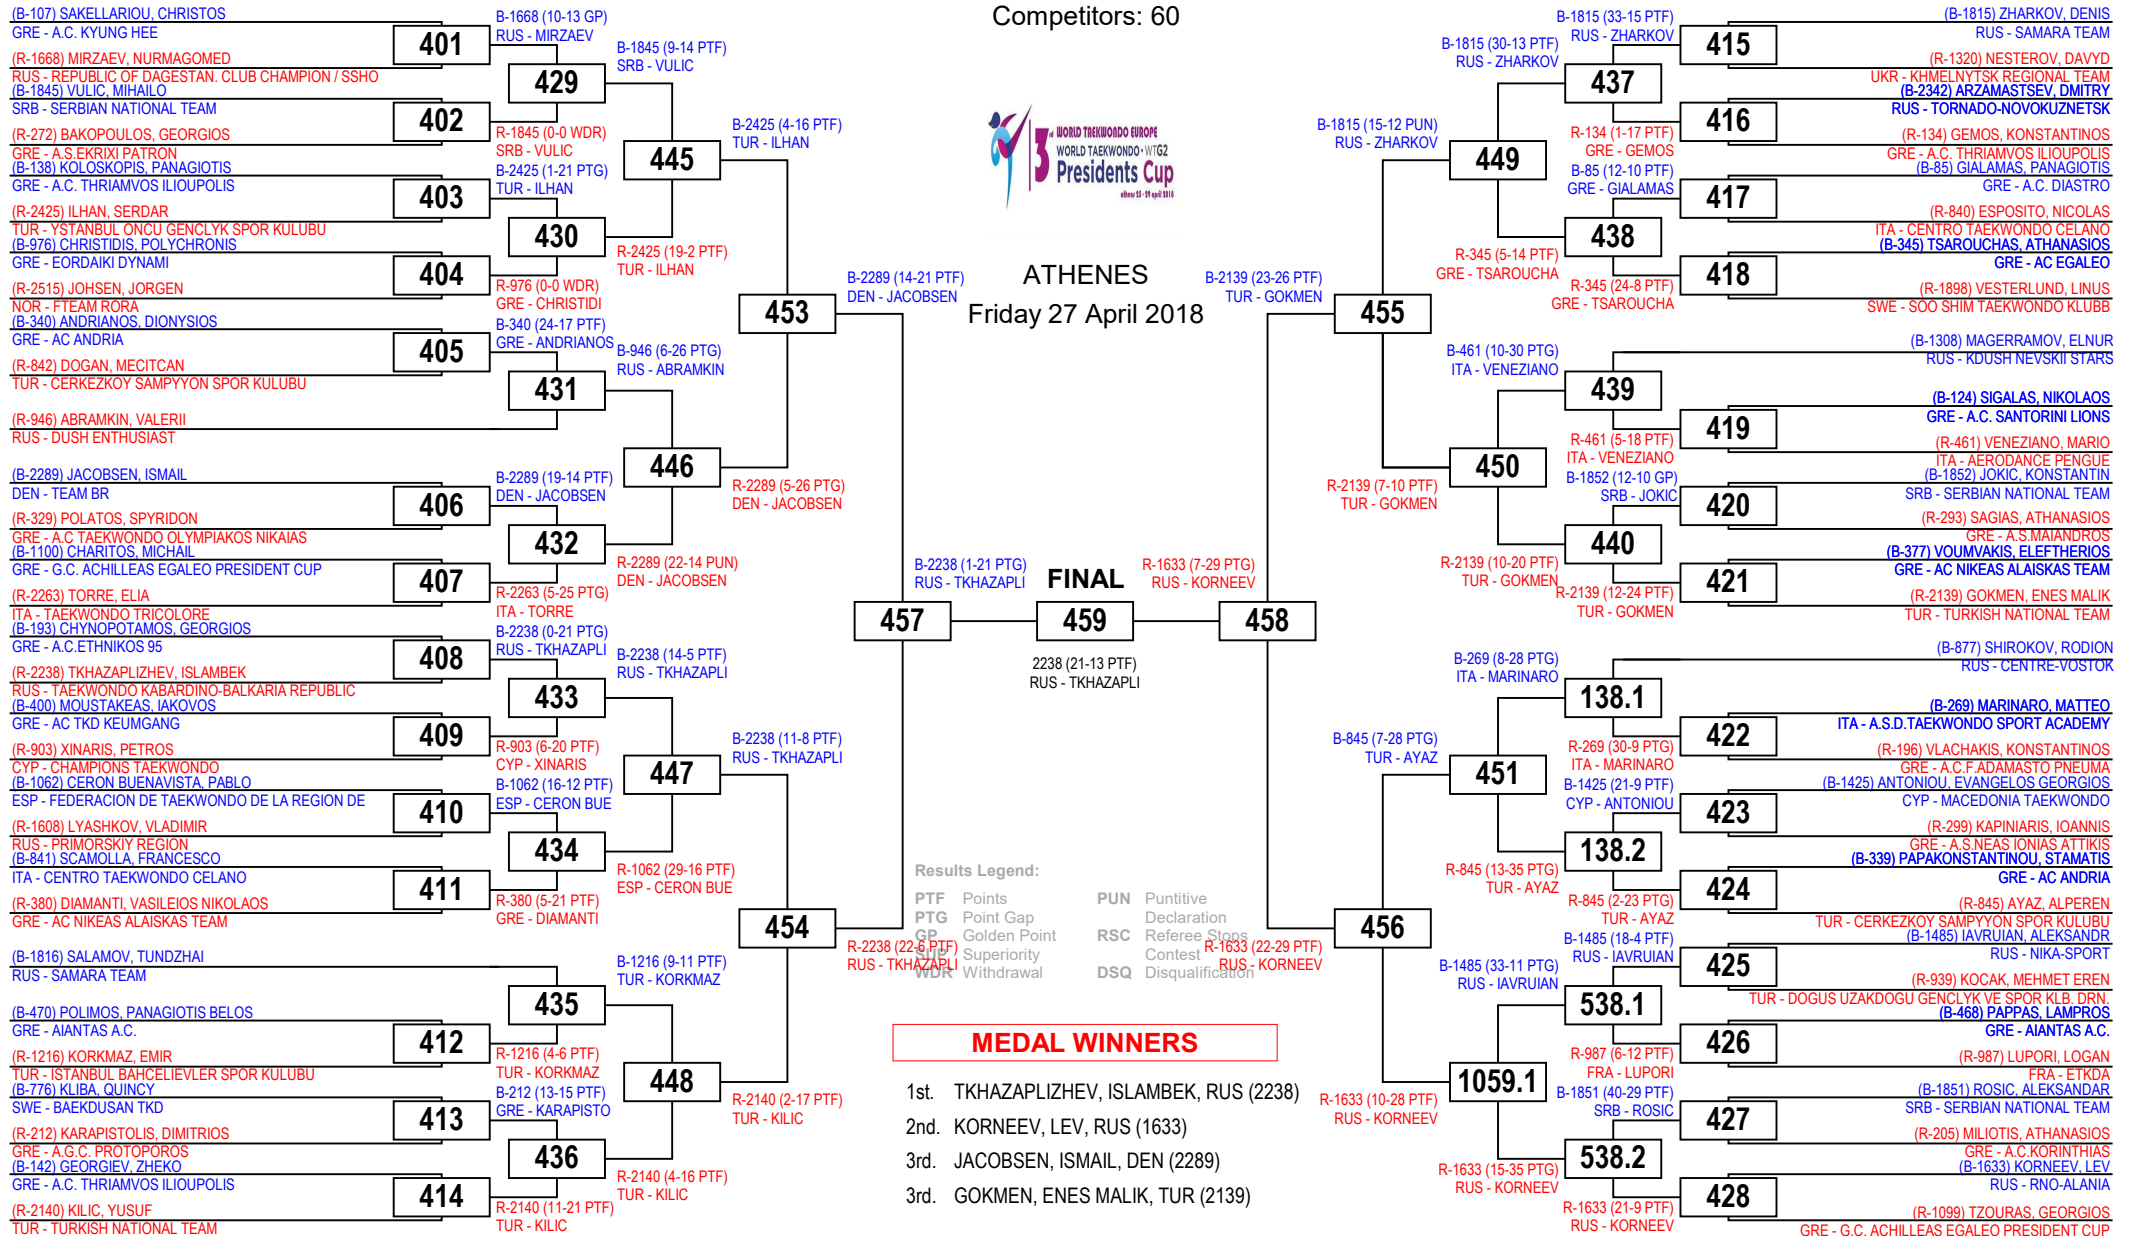 Competitors: 60
3rd WORLD TAEKWONDO EUROPE
WORLD TAEKWONDO • WTG2
Presidents Cup
athens 25 - 29 april 2018
ATHENES
Friday 27 April 2018
(B-107) SAKELLARIOU, CHRISTOS
GRE - A.C. KYUNG HEE
401
(R-1668) MIRZAEV, NURMAGOMED
RUS - REPUBLIC OF DAGESTAN. CLUB CHAMPION / SSHO
(B-1845) VULIC, MIHAILO
SRB - SERBIAN NATIONAL TEAM
402
(R-272) BAKOPOULOS, GEORGIOS
GRE - A.S.EKRIXI PATRON
(B-138) KOLOSKOPIS, PANAGIOTIS
GRE - A.C. THRIAMVOS ILIOUPOLIS
403
(R-2425) ILHAN, SERDAR
TUR - YSTANBUL ONCU GENCLYK SPOR KULUBU
(B-976) CHRISTIDIS, POLYCHRONIS
GRE - EORDAIKI DYNAMI
404
(R-2515) JOHSEN, JORGEN
NOR - FTEAM RORA
(B-340) ANDRIANOS, DIONYSIOS
GRE - AC ANDRIA
405
(R-842) DOGAN, MECITCAN
TUR - CERKEZKOY SAMPYYON SPOR KULUBU
(R-946) ABRAMKIN, VALERII
RUS - DUSH ENTHUSIAST
(B-2289) JACOBSEN, ISMAIL
DEN - TEAM BR
406
(R-329) POLATOS, SPYRIDON
GRE - A.C TAEKWONDO OLYMPIAKOS NIKAIAS
(B-1100) CHARITOS, MICHAIL
GRE - G.C. ACHILLEAS EGALEO PRESIDENT CUP
407
(R-2263) TORRE, ELIA
ITA - TAEKWONDO TRICOLORE
(B-193) CHYNOPOTAMOS, GEORGIOS
GRE - A.C.ETHNIKOS 95
408
(R-2238) TKHAZAPLIZHEV, ISLAMBEK
RUS - TAEKWONDO KABARDINO-BALKARIA REPUBLIC
(B-400) MOUSTAKEAS, IAKOVOS
GRE - AC TKD KEUMGANG
409
(R-903) XINARIS, PETROS
CYP - CHAMPIONS TAEKWONDO
(B-1062) CERON BUENAVISTA, PABLO
ESP - FEDERACION DE TAEKWONDO DE LA REGION DE
410
(R-1608) LYASHKOV, VLADIMIR
RUS - PRIMORSKIY REGION
(B-841) SCAMOLLA, FRANCESCO
ITA - CENTRO TAEKWONDO CELANO
411
(R-380) DIAMANTI, VASILEIOS NIKOLAOS
GRE - AC NIKEAS ALAISKAS TEAM
(B-1816) SALAMOV, TUNDZHAI
RUS - SAMARA TEAM
(B-470) POLIMOS, PANAGIOTIS BELOS
GRE - AIANTAS A.C.
412
(R-1216) KORKMAZ, EMIR
TUR - ISTANBUL BAHCELIEVLER SPOR KULUBU
(B-776) KLIBA, QUINCY
SWE - BAEKDUSAN TKD
413
(R-212) KARAPISTOLIS, DIMITRIOS
GRE - A.G.C. PROTOPOROS
(B-142) GEORGIEV, ZHEKO
GRE - A.C. THRIAMVOS ILIOUPOLIS
414
(R-2140) KILIC, YUSUF
TUR - TURKISH NATIONAL TEAM
B-1668 (10-13 GP)
RUS - MIRZAEV
429
R-1845 (0-0 WDR)
SRB - VULIC
B-2425 (1-21 PTG)
TUR - ILHAN
430
R-976 (0-0 WDR)
GRE - CHRISTIDI
B-340 (24-17 PTF)
GRE - ANDRIANOS
431
B-2289 (19-14 PTF)
DEN - JACOBSEN
432
R-2263 (5-25 PTG)
ITA - TORRE
B-2238 (0-21 PTG)
RUS - TKHAZAPLI
433
R-903 (6-20 PTF)
CYP - XINARIS
B-1062 (16-12 PTF)
ESP - CERON BUE
434
R-380 (5-21 PTF)
GRE - DIAMANTI
435
R-1216 (4-6 PTF)
TUR - KORKMAZ
B-212 (13-15 PTF)
GRE - KARAPISTO
436
R-2140 (11-21 PTF)
TUR - KILIC
B-1845 (9-14 PTF)
SRB - VULIC
445
R-2425 (19-2 PTF)
TUR - ILHAN
B-946 (6-26 PTG)
RUS - ABRAMKIN
446
R-2289 (22-14 PUN)
DEN - JACOBSEN
B-2238 (14-5 PTF)
RUS - TKHAZAPLI
447
R-1062 (29-16 PTF)
ESP - CERON BUE
B-1216 (9-11 PTF)
TUR - KORKMAZ
448
R-2140 (4-16 PTF)
TUR - KILIC
B-2425 (4-16 PTF)
TUR - ILHAN
453
R-2289 (5-26 PTG)
DEN - JACOBSEN
B-2238 (11-8 PTF)
RUS - TKHAZAPLI
454
R-2140 (2-17 PTF)
TUR - KILIC
B-2289 (14-21 PTF)
DEN - JACOBSEN
457
R-2238 (22-6 PTF)
RUS - TKHAZAPLI
B-2238 (1-21 PTG)
RUS - TKHAZAPLI
FINAL
459
R-1633 (7-29 PTG)
RUS - KORNEEV
2238 (21-13 PTF)
RUS - TKHAZAPLI
B-2139 (23-26 PTF)
TUR - GOKMEN
458
R-1633 (22-29 PTF)
RUS - KORNEEV
B-1815 (15-12 PUN)
RUS - ZHARKOV
455
R-2139 (7-10 PTF)
TUR - GOKMEN
B-845 (7-28 PTG)
TUR - AYAZ
456
R-1633 (10-28 PTF)
RUS - KORNEEV
B-1815 (30-13 PTF)
RUS - ZHARKOV
449
R-345 (5-14 PTF)
GRE - TSAROUCHA
B-461 (10-30 PTG)
ITA - VENEZIANO
450
R-2139 (10-20 PTF)
TUR - GOKMEN
B-269 (8-28 PTG)
ITA - MARINARO
451
R-845 (13-35 PTG)
TUR - AYAZ
B-1485 (33-11 PTG)
RUS - IAVRUIAN
1059.1
R-1633 (15-35 PTG)
RUS - KORNEEV
B-1815 (33-15 PTF)
RUS - ZHARKOV
437
R-134 (1-17 PTF)
GRE - GEMOS
B-85 (12-10 PTF)
GRE - GIALAMAS
438
R-345 (24-8 PTF)
GRE - TSAROUCHA
439
R-461 (5-18 PTF)
ITA - VENEZIANO
B-1852 (12-10 GP)
SRB - JOKIC
440
R-2139 (12-24 PTF)
TUR - GOKMEN
138.1
R-269 (30-9 PTG)
ITA - MARINARO
B-1425 (21-9 PTF)
CYP - ANTONIOU
138.2
R-845 (2-23 PTG)
TUR - AYAZ
B-1485 (18-4 PTF)
RUS - IAVRUIAN
538.1
R-987 (6-12 PTF)
FRA - LUPORI
B-1851 (40-29 PTF)
SRB - ROSIC
538.2
R-1633 (21-9 PTF)
RUS - KORNEEV
(B-1815) ZHARKOV, DENIS
RUS - SAMARA TEAM
415
(R-1320) NESTEROV, DAVYD
UKR - KHMELNYTSK REGIONAL TEAM
(B-2342) ARZAMASTSEV, DMITRY
RUS - TORNADO-NOVOKUZNETSK
416
(R-134) GEMOS, KONSTANTINOS
GRE - A.C. THRIAMVOS ILIOUPOLIS
(B-85) GIALAMAS, PANAGIOTIS
GRE - A.C. DIASTRO
417
(R-840) ESPOSITO, NICOLAS
ITA - CENTRO TAEKWONDO CELANO
(B-345) TSAROUCHAS, ATHANASIOS
GRE - AC EGALEO
418
(R-1898) VESTERLUND, LINUS
SWE - SOO SHIM TAEKWONDO KLUBB
(B-1308) MAGERRAMOV, ELNUR
RUS - KDUSH NEVSKII STARS
(B-124) SIGALAS, NIKOLAOS
GRE - A.C. SANTORINI LIONS
419
(R-461) VENEZIANO, MARIO
ITA - AERODANCE PENGUE
(B-1852) JOKIC, KONSTANTIN
SRB - SERBIAN NATIONAL TEAM
420
(R-293) SAGIAS, ATHANASIOS
GRE - A.S.MAIANDROS
(B-377) VOUMVAKIS, ELEFTHERIOS
GRE - AC NIKEAS ALAISKAS TEAM
421
(R-2139) GOKMEN, ENES MALIK
TUR - TURKISH NATIONAL TEAM
(B-877) SHIROKOV, RODION
RUS - CENTRE-VOSTOK
(B-269) MARINARO, MATTEO
ITA - A.S.D.TAEKWONDO SPORT ACADEMY
422
(R-196) VLACHAKIS, KONSTANTINOS
GRE - A.C.F.ADAMASTO PNEUMA
(B-1425) ANTONIOU, EVANGELOS GEORGIOS
CYP - MACEDONIA TAEKWONDO
423
(R-299) KAPINIARIS, IOANNIS
GRE - A.S.NEAS IONIAS ATTIKIS
(B-339) PAPAKONSTANTINOU, STAMATIS
GRE - AC ANDRIA
424
(R-845) AYAZ, ALPEREN
TUR - CERKEZKOY SAMPYYON SPOR KULUBU
(B-1485) IAVRUIAN, ALEKSANDR
RUS - NIKA-SPORT
425
(R-939) KOCAK, MEHMET EREN
TUR - DOGUS UZAKDOGU GENCLYK VE SPOR KLB. DRN.
(B-468) PAPPAS, LAMPROS
GRE - AIANTAS A.C.
426
(R-987) LUPORI, LOGAN
FRA - ETKDA
(B-1851) ROSIC, ALEKSANDAR
SRB - SERBIAN NATIONAL TEAM
427
(R-205) MILIOTIS, ATHANASIOS
GRE - A.C.KORINTHIAS
(B-1633) KORNEEV, LEV
RUS - RNO-ALANIA
428
(R-1099) TZOURAS, GEORGIOS
GRE - G.C. ACHILLEAS EGALEO PRESIDENT CUP
Results Legend:
PTF Points
PTG Point Gap
GP Golden Point
SUP Superiority
WDR Withdrawal
PUN Puntitive
Declaration
RSC Referee Stops
Contest
DSQ Disqualification
MEDAL WINNERS
1st. TKHAZAPLIZHEV, ISLAMBEK, RUS (2238)
2nd. KORNEEV, LEV, RUS (1633)
3rd. JACOBSEN, ISMAIL, DEN (2289)
3rd. GOKMEN, ENES MALIK, TUR (2139)